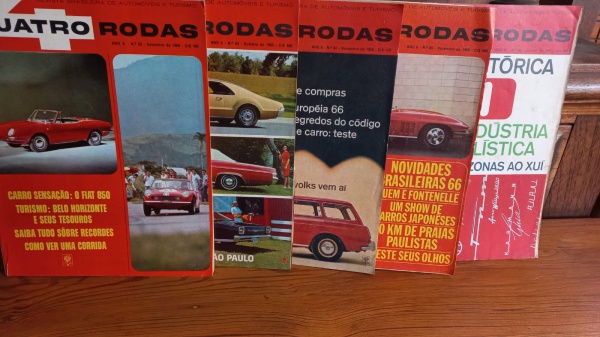 QUATRO RODAS
CARRO SENSAÇÃO: O FIAT 850
TURISMO: BELO HORIZONTE
E SEUS TESOUROS
SAIBA TUDO SÔBRE RECORDES
COMO VER UMA CORRIDA
RODAS
ÃO PAULO
RODAS
e compras
uropéia 66
egredos do código
e carro: teste
volks vem aí
RODAS
NOVIDADES
BRASILEIRAS 66
UEM É FONTENELLE
UM SHOW DE
ARROS JAPONÊSES
0 KM DE PRAIAS
PAULISTAS
ESTE SEUS OLHOS
RODAS
TÓRICA
DÚSTRIA
LÍSTICA
ZONAS AO XUÍ